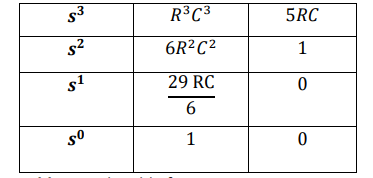 s³ R³C³ 5RC
s² 6R²C² 1
s¹ 29 RC/6 0
s⁰ 1 0